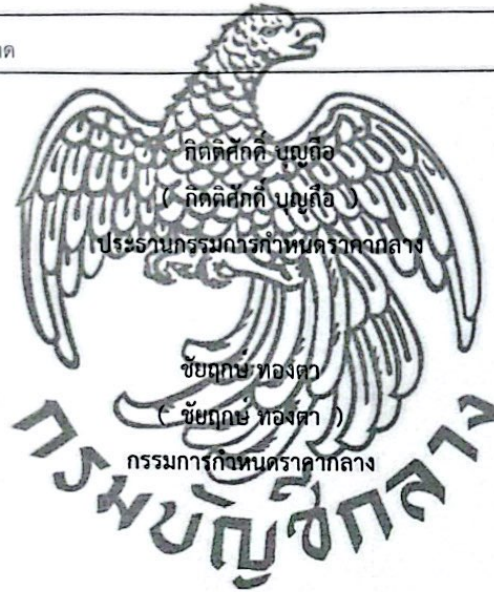 กิตติศักดิ์ บุญถือ
( กิตติศักดิ์ บุญถือ )
ประธานกรรมการกำหนดราคากลาง
ชัยฤกษ์ ทองตา
( ชัยฤกษ์ ทองตา )
กรรมการกำหนดราคากลาง
กรมบัญชีกลาง